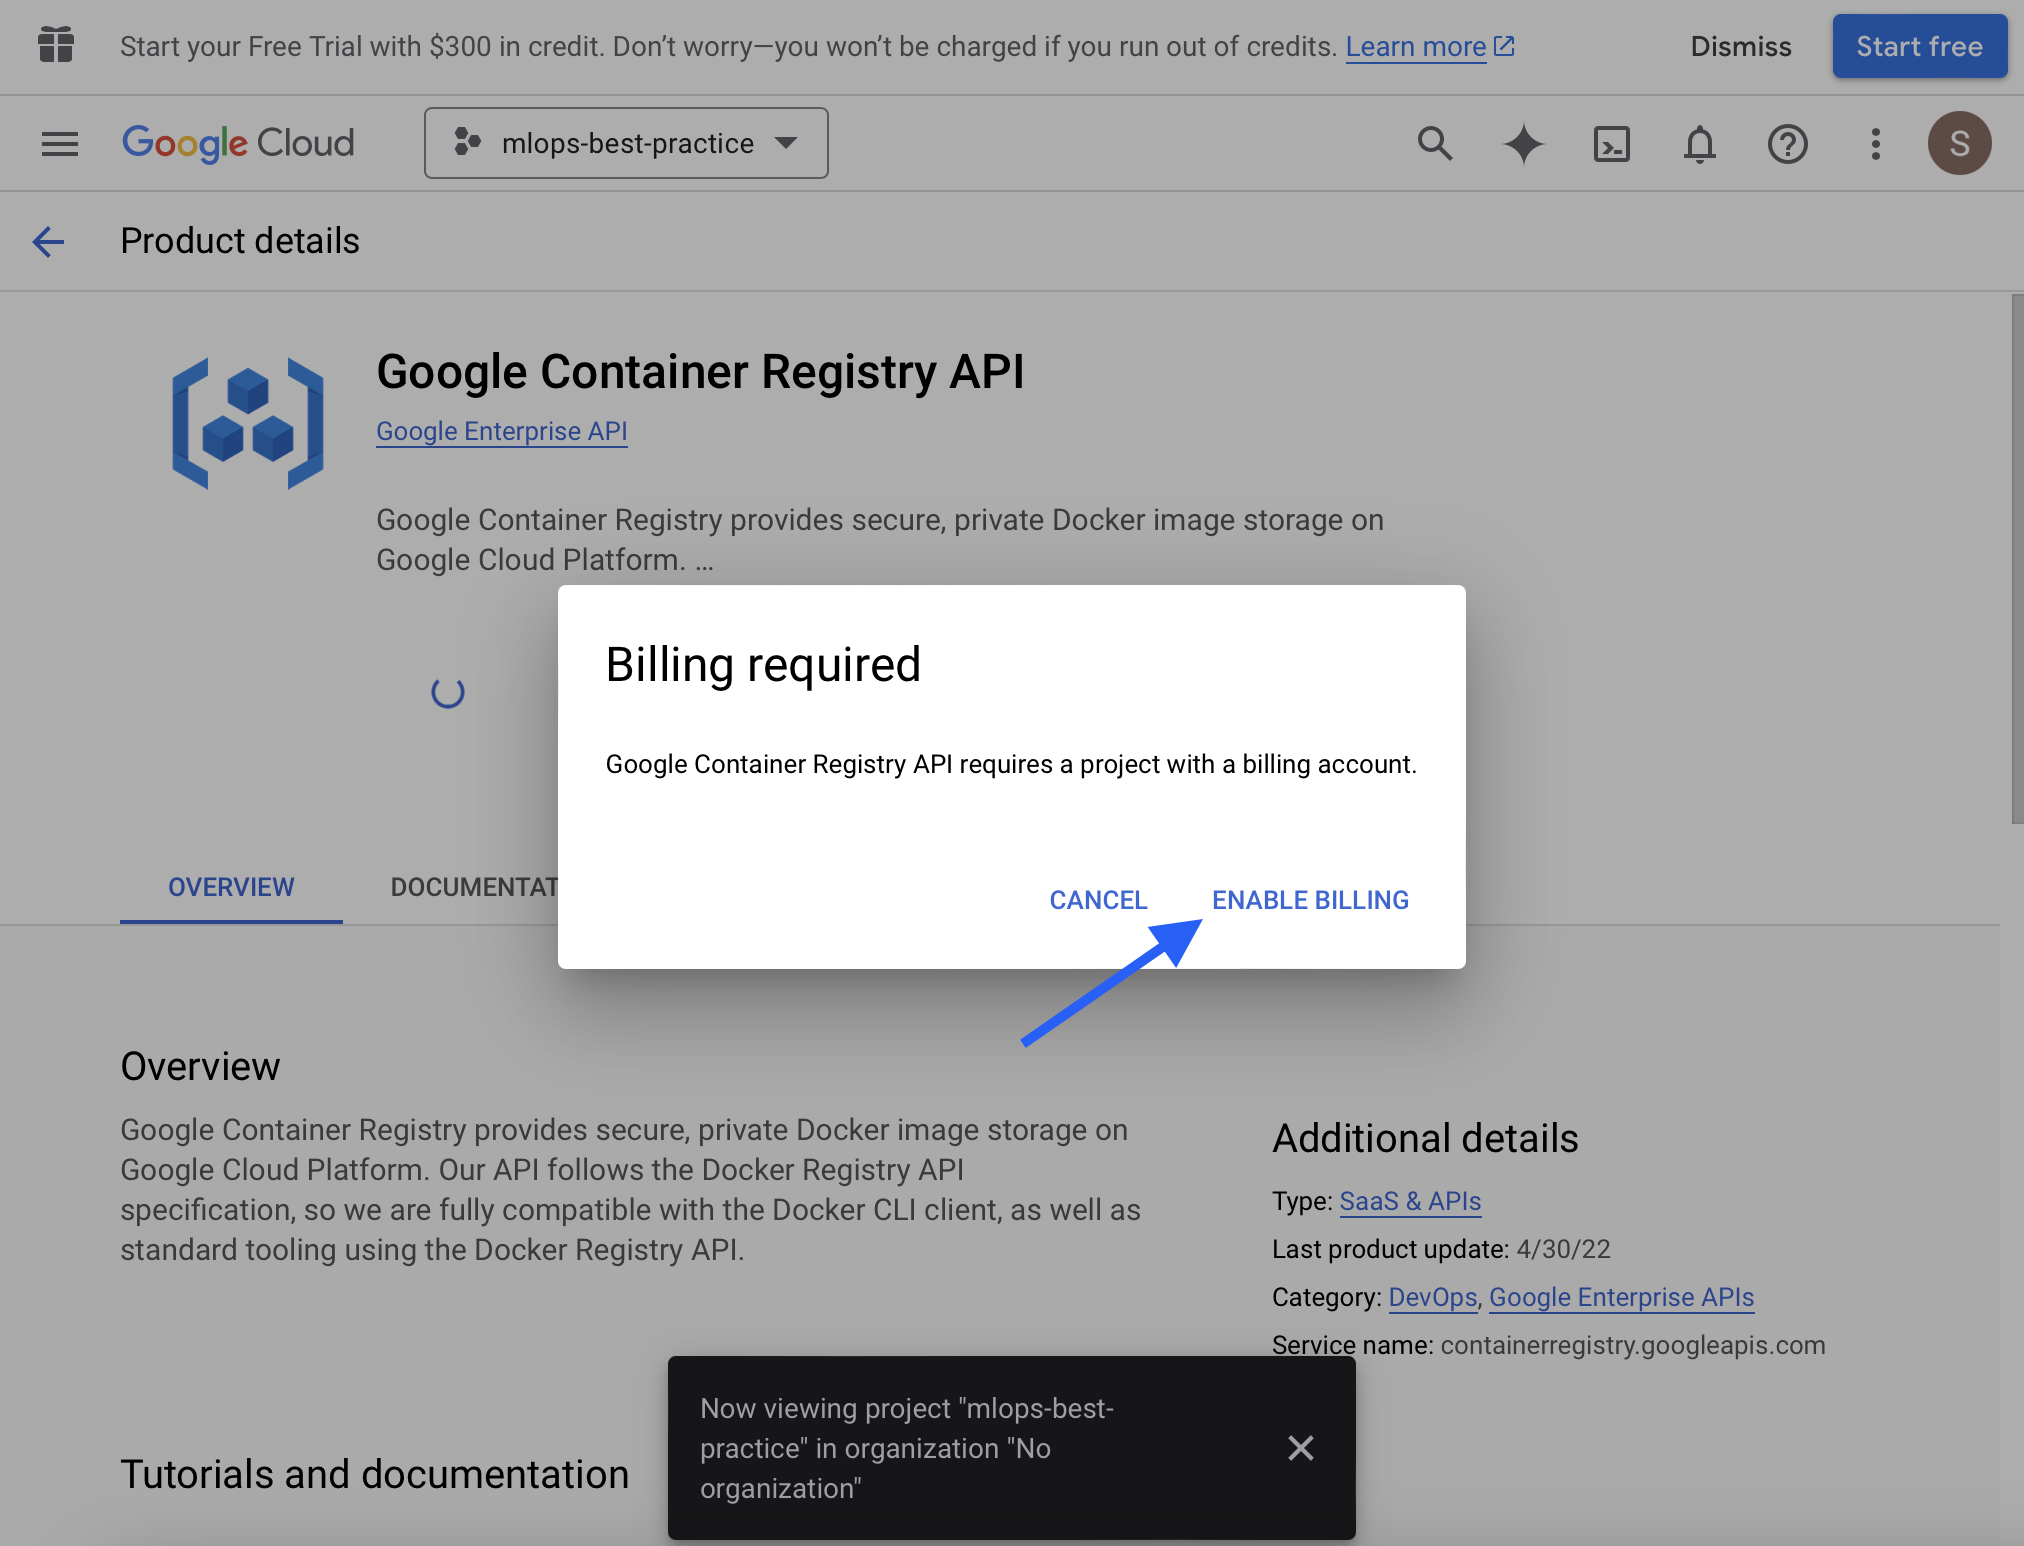 Start your Free Trial with $300 in credit. Don’t worry—you won’t be charged if you run out of credits. Learn more
Dismiss
Start free
Google Cloud
mlops-best-practice
S
Product details
Google Container Registry API
Google Enterprise API
Google Container Registry provides secure, private Docker image storage on
Google Cloud Platform. ...
Billing required
Google Container Registry API requires a project with a billing account.
CANCEL
ENABLE BILLING
OVERVIEW
DOCUMENTAT
Overview
Google Container Registry provides secure, private Docker image storage on
Google Cloud Platform. Our API follows the Docker Registry API
specification, so we are fully compatible with the Docker CLI client, as well as
standard tooling using the Docker Registry API.
Additional details
Type: SaaS & APIs
Last product update: 4/30/22
Category: DevOps, Google Enterprise APIs
Service name: containerregistry.googleapis.com
Tutorials and documentation
Now viewing project "mlops-best-
practice" in organization "No
organization"